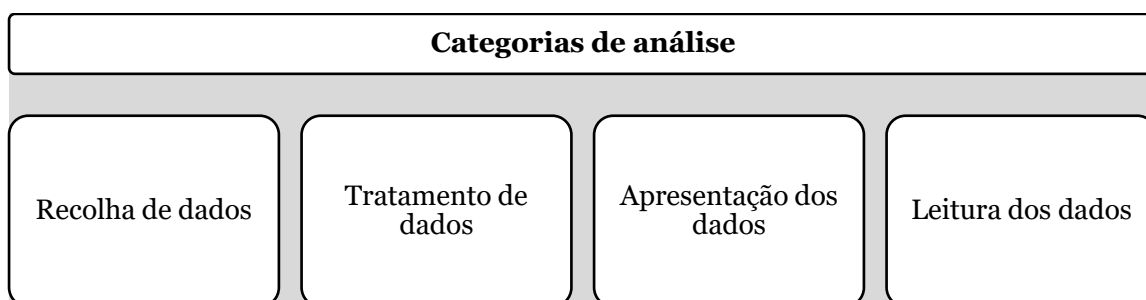 Categorias de análise
Recolha de dados
Tratamento de
dados
Apresentação dos
dados
Leitura dos dados